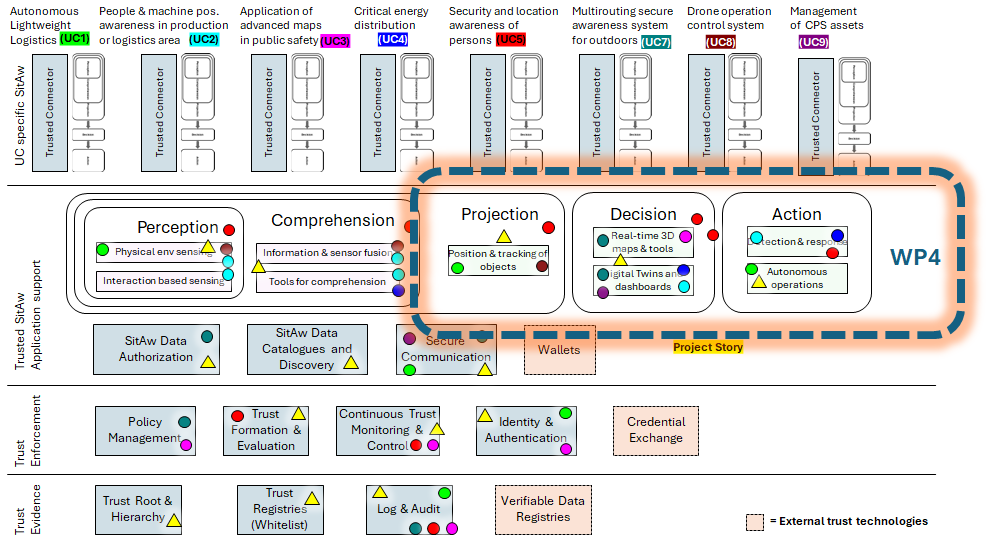 Autonomous
Lightweight
Logistics (UC1)
People & machine pos.
awareness in production
or logistics area (UC2)
Application of
advanced maps
in public safety (UC3)
Critical energy
distribution
(UC4)
Security and location
awareness of
persons (UC5)
Multirouting secure
awareness system
for outdoors (UC7)
Drone operation
control system
(UC8)
Management
of CPS assets
(UC9)
UC specific SitAw
Trusted Connector
Trusted Connector
Trusted Connector
Trusted Connector
Trusted Connector
Trusted Connector
Trusted Connector
Trusted Connector
Trusted SitAw
Application support
Perception
Physical env sensing
Interaction based sensing
Comprehension
Information & sensor fusion
Tools for comprehension
Projection
Position & tracking of
objects
Decision
Real-time 3D
maps & tools
Digital Twins and
dashboards
Action
Detection & response
Autonomous
operations
WP4
Project Story
SitAw Data
Authorization
SitAw Data
Catalogues and
Discovery
Secure
Communication
Wallets
Trust
Enforcement
Policy
Management
Trust
Formation &
Evaluation
Continuous Trust
Monitoring &
Control
Identity &
Authentication
Credential
Exchange
Trust
Evidence
Trust Root &
Hierarchy
Trust
Registries
(Whitelist)
Log & Audit
Verifiable Data
Registries
= External trust technologies